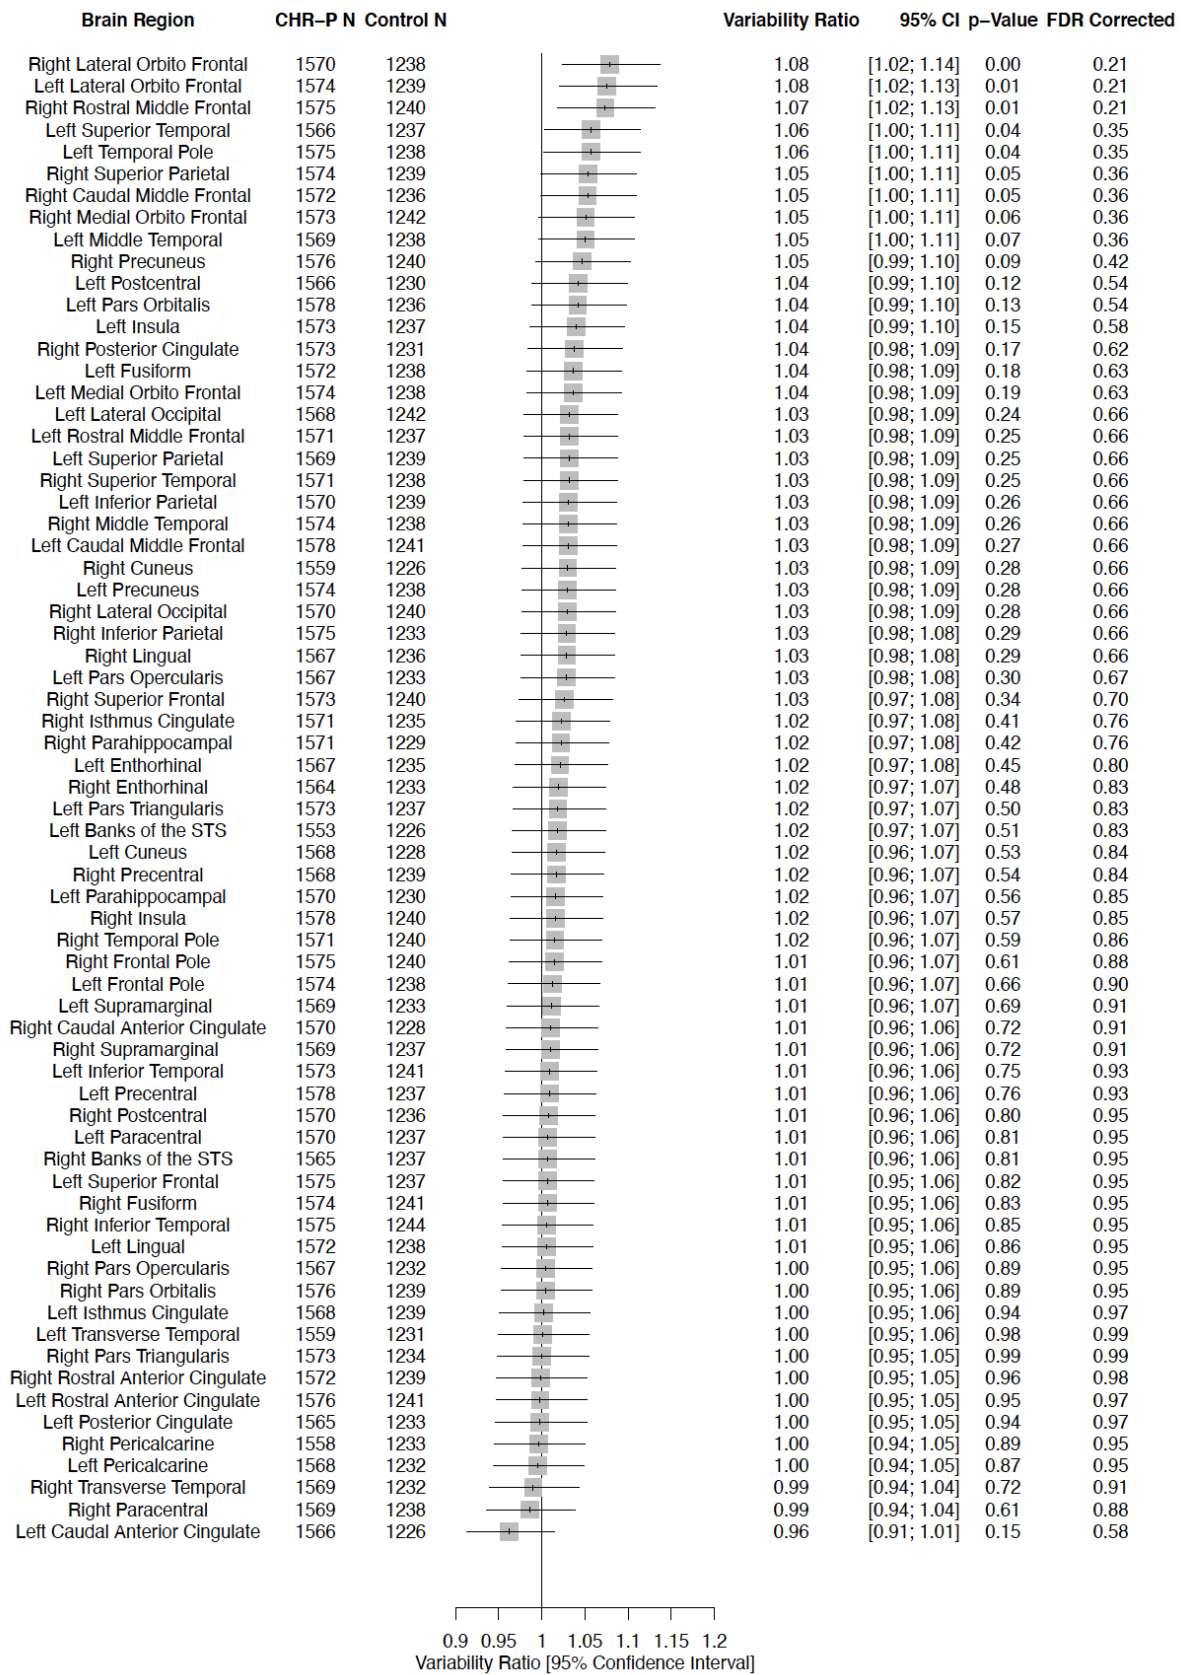 Brain Region CHR–P N Control N Variability Ratio 95% CI p–Value FDR Corrected
Right Lateral Orbito Frontal 1570 1238 1.08 [1.02; 1.14] 0.00 0.21
Left Lateral Orbito Frontal 1574 1239 1.08 [1.02; 1.13] 0.01 0.21
Right Rostral Middle Frontal 1575 1240 1.07 [1.02; 1.13] 0.01 0.21
Left Superior Temporal 1566 1237 1.06 [1.00; 1.11] 0.04 0.35
Left Temporal Pole 1575 1238 1.06 [1.00; 1.11] 0.04 0.35
Right Superior Parietal 1574 1239 1.05 [1.00; 1.11] 0.05 0.36
Right Caudal Middle Frontal 1572 1236 1.05 [1.00; 1.11] 0.05 0.36
Right Medial Orbito Frontal 1573 1242 1.05 [1.00; 1.11] 0.06 0.36
Left Middle Temporal 1569 1238 1.05 [1.00; 1.11] 0.07 0.36
Right Precuneus 1576 1240 1.05 [0.99; 1.10] 0.09 0.42
Left Postcentral 1566 1230 1.04 [0.99; 1.10] 0.12 0.54
Left Pars Orbitalis 1578 1236 1.04 [0.99; 1.10] 0.13 0.54
Left Insula 1573 1237 1.04 [0.99; 1.10] 0.15 0.58
Right Posterior Cingulate 1573 1231 1.04 [0.98; 1.09] 0.17 0.62
Left Fusiform 1572 1238 1.04 [0.98; 1.09] 0.18 0.63
Left Medial Orbito Frontal 1574 1238 1.04 [0.98; 1.09] 0.19 0.63
Left Lateral Occipital 1568 1242 1.03 [0.98; 1.09] 0.24 0.66
Left Rostral Middle Frontal 1571 1237 1.03 [0.98; 1.09] 0.25 0.66
Left Superior Parietal 1569 1239 1.03 [0.98; 1.09] 0.25 0.66
Right Superior Temporal 1571 1238 1.03 [0.98; 1.09] 0.25 0.66
Left Inferior Parietal 1570 1239 1.03 [0.98; 1.09] 0.26 0.66
Right Middle Temporal 1574 1238 1.03 [0.98; 1.09] 0.26 0.66
Left Caudal Middle Frontal 1578 1241 1.03 [0.98; 1.09] 0.27 0.66
Right Cuneus 1559 1226 1.03 [0.98; 1.09] 0.28 0.66
Left Precuneus 1574 1238 1.03 [0.98; 1.09] 0.28 0.66
Right Lateral Occipital 1570 1240 1.03 [0.98; 1.09] 0.28 0.66
Right Inferior Parietal 1575 1233 1.03 [0.98; 1.08] 0.29 0.66
Right Lingual 1567 1236 1.03 [0.98; 1.08] 0.29 0.66
Left Pars Opercularis 1567 1233 1.03 [0.98; 1.08] 0.30 0.67
Right Superior Frontal 1573 1240 1.03 [0.97; 1.08] 0.34 0.70
Right Isthmus Cingulate 1571 1235 1.02 [0.97; 1.08] 0.41 0.76
Right Parahippocampal 1571 1229 1.02 [0.97; 1.08] 0.42 0.76
Left Enthorhinal 1567 1235 1.02 [0.97; 1.08] 0.45 0.80
Right Enthorhinal 1564 1233 1.02 [0.97; 1.07] 0.48 0.83
Left Pars Triangularis 1573 1237 1.02 [0.97; 1.07] 0.50 0.83
Left Banks of the STS 1553 1226 1.02 [0.97; 1.07] 0.51 0.83
Left Cuneus 1568 1228 1.02 [0.96; 1.07] 0.53 0.84
Right Precentral 1568 1239 1.02 [0.96; 1.07] 0.54 0.84
Left Parahippocampal 1570 1230 1.02 [0.96; 1.07] 0.56 0.85
Right Insula 1578 1240 1.02 [0.96; 1.07] 0.57 0.85
Right Temporal Pole 1571 1240 1.02 [0.96; 1.07] 0.59 0.86
Right Frontal Pole 1575 1240 1.01 [0.96; 1.07] 0.61 0.88
Left Frontal Pole 1574 1238 1.01 [0.96; 1.07] 0.66 0.90
Left Supramarginal 1569 1233 1.01 [0.96; 1.07] 0.69 0.91
Right Caudal Anterior Cingulate 1570 1228 1.01 [0.96; 1.06] 0.72 0.91
Right Supramarginal 1569 1237 1.01 [0.96; 1.06] 0.72 0.91
Left Inferior Temporal 1573 1241 1.01 [0.96; 1.06] 0.75 0.93
Left Precentral 1578 1237 1.01 [0.96; 1.06] 0.76 0.93
Right Postcentral 1570 1236 1.01 [0.96; 1.06] 0.80 0.95
Left Paracentral 1570 1237 1.01 [0.96; 1.06] 0.81 0.95
Right Banks of the STS 1565 1237 1.01 [0.96; 1.06] 0.81 0.95
Left Superior Frontal 1575 1237 1.01 [0.95; 1.06] 0.82 0.95
Right Fusiform 1574 1241 1.01 [0.95; 1.06] 0.83 0.95
Right Inferior Temporal 1575 1244 1.01 [0.95; 1.06] 0.85 0.95
Left Lingual 1572 1238 1.01 [0.95; 1.06] 0.86 0.95
Right Pars Opercularis 1567 1232 1.00 [0.95; 1.06] 0.89 0.95
Right Pars Orbitalis 1576 1239 1.00 [0.95; 1.06] 0.89 0.95
Left Isthmus Cingulate 1568 1239 1.00 [0.95; 1.06] 0.94 0.97
Left Transverse Temporal 1559 1231 1.00 [0.95; 1.06] 0.98 0.99
Right Pars Triangularis 1573 1234 1.00 [0.95; 1.05] 0.99 0.99
Right Rostral Anterior Cingulate 1572 1239 1.00 [0.95; 1.05] 0.96 0.98
Left Rostral Anterior Cingulate 1576 1241 1.00 [0.95; 1.05] 0.95 0.97
Left Posterior Cingulate 1565 1233 1.00 [0.95; 1.05] 0.94 0.97
Right Pericalcarine 1558 1233 1.00 [0.94; 1.05] 0.89 0.95
Left Pericalcarine 1568 1232 1.00 [0.94; 1.05] 0.87 0.95
Right Transverse Temporal 1569 1232 0.99 [0.94; 1.04] 0.72 0.91
Right Paracentral 1569 1238 0.99 [0.94; 1.04] 0.61 0.88
Left Caudal Anterior Cingulate 1566 1226 0.96 [0.91; 1.01] 0.15 0.58
0.9 0.95 1 1.05 1.1 1.15 1.2
Variability Ratio [95% Confidence Interval]